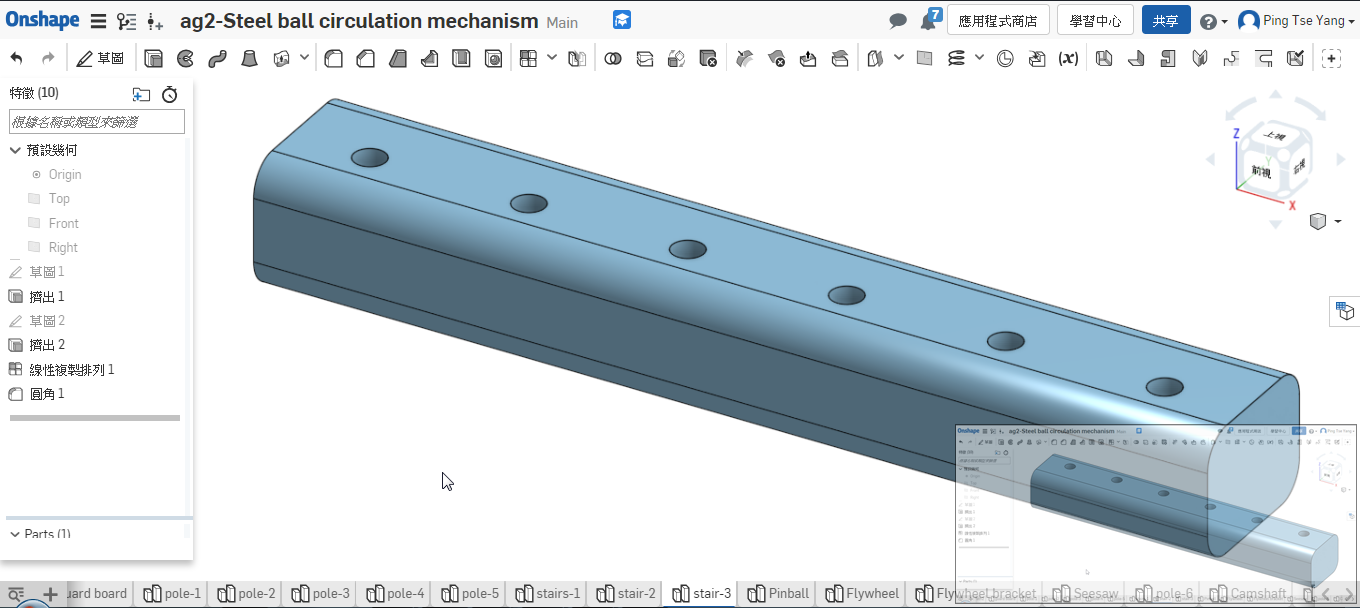 Onshape ag2-Steel ball circulation mechanism Main 7 應用程式商店 學習中心 共享 Ping Tse Yang
草圖 (x)
特徵 (10)
根據名稱或類型來篩選
預設幾何
Origin
Top
Front
Right
草圖 1
擠出 1
草圖 2
擠出 2
線性複製排列 1
圓角 1
Parts (1)
Z
上視
前視
右視
X
ag2-Steel ball circulation mechanism
uard board pole-1 pole-2 pole-3 pole-4 pole-5 stairs-1 stair-2 stair-3 Pinball Flywheel Flywheel bracket Seesaw pole-6 Camshaft